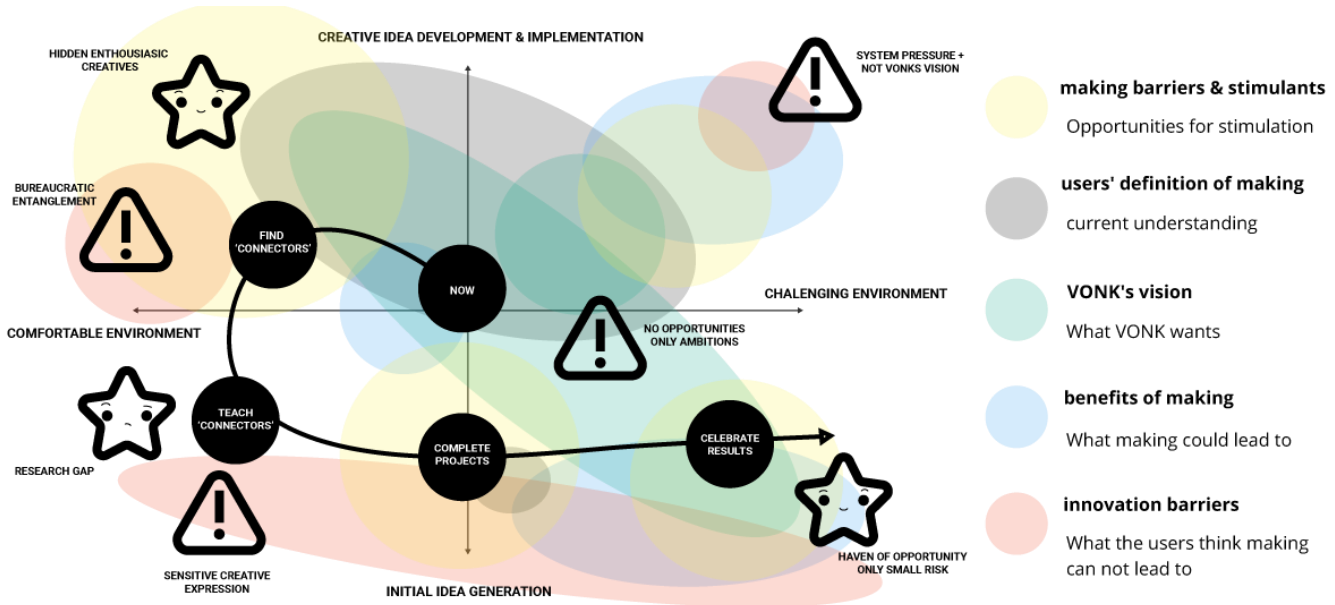 CREATIVE IDEA DEVELOPMENT & IMPLEMENTATION
HIDDEN ENTHOUSIASIC
CREATIVES
SYSTEM PRESSURE +
NOT VONKS VISION
BUREAUCRATIC
ENTANGLEMENT
FIND
'CONNECTORS'
NOW
CHALENGING ENVIRONMENT
COMFORTABLE ENVIRONMENT
NO OPPORTUNITIES
ONLY AMBITIONS
TEACH
'CONNECTORS'
COMPLETE
PROJECTS
CELEBRATE
RESULTS
RESEARCH GAP
SENSITIVE CREATIVE
EXPRESSION
HAVEN OF OPPORTUNITY
ONLY SMALL RISK
INITIAL IDEA GENERATION
making barriers & stimulants
Opportunities for stimulation
users' definition of making
current understanding
VONK's vision
What VONK wants
benefits of making
What making could lead to
innovation barriers
What the users think making
can not lead to